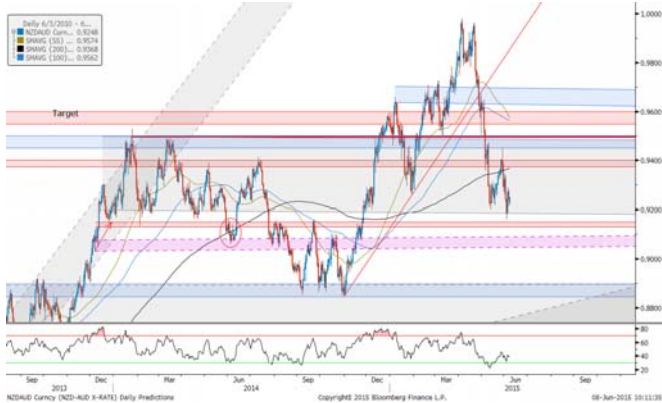 Daily 6/3/2010 - 6...
NZDAUD Curn... 0.9248
SMAVG (55) ... 0.9574
SMAVG (200) ... 0.9368
SMAVG (100) ... 0.9562
Target
1.0000
0.9800
0.9600
0.9400
0.9200
0.9000
0.8800
80
60
40
20
Sep Dec Mar Jun Sep Dec Mar Jun Sep
2013 2014 2015
NZDAUD Curncy (NZD-AUD X-RATE) Daily Predictions Copyright© 2015 Bloomberg Finance L.P. 08-Jun-2015 10:11:35